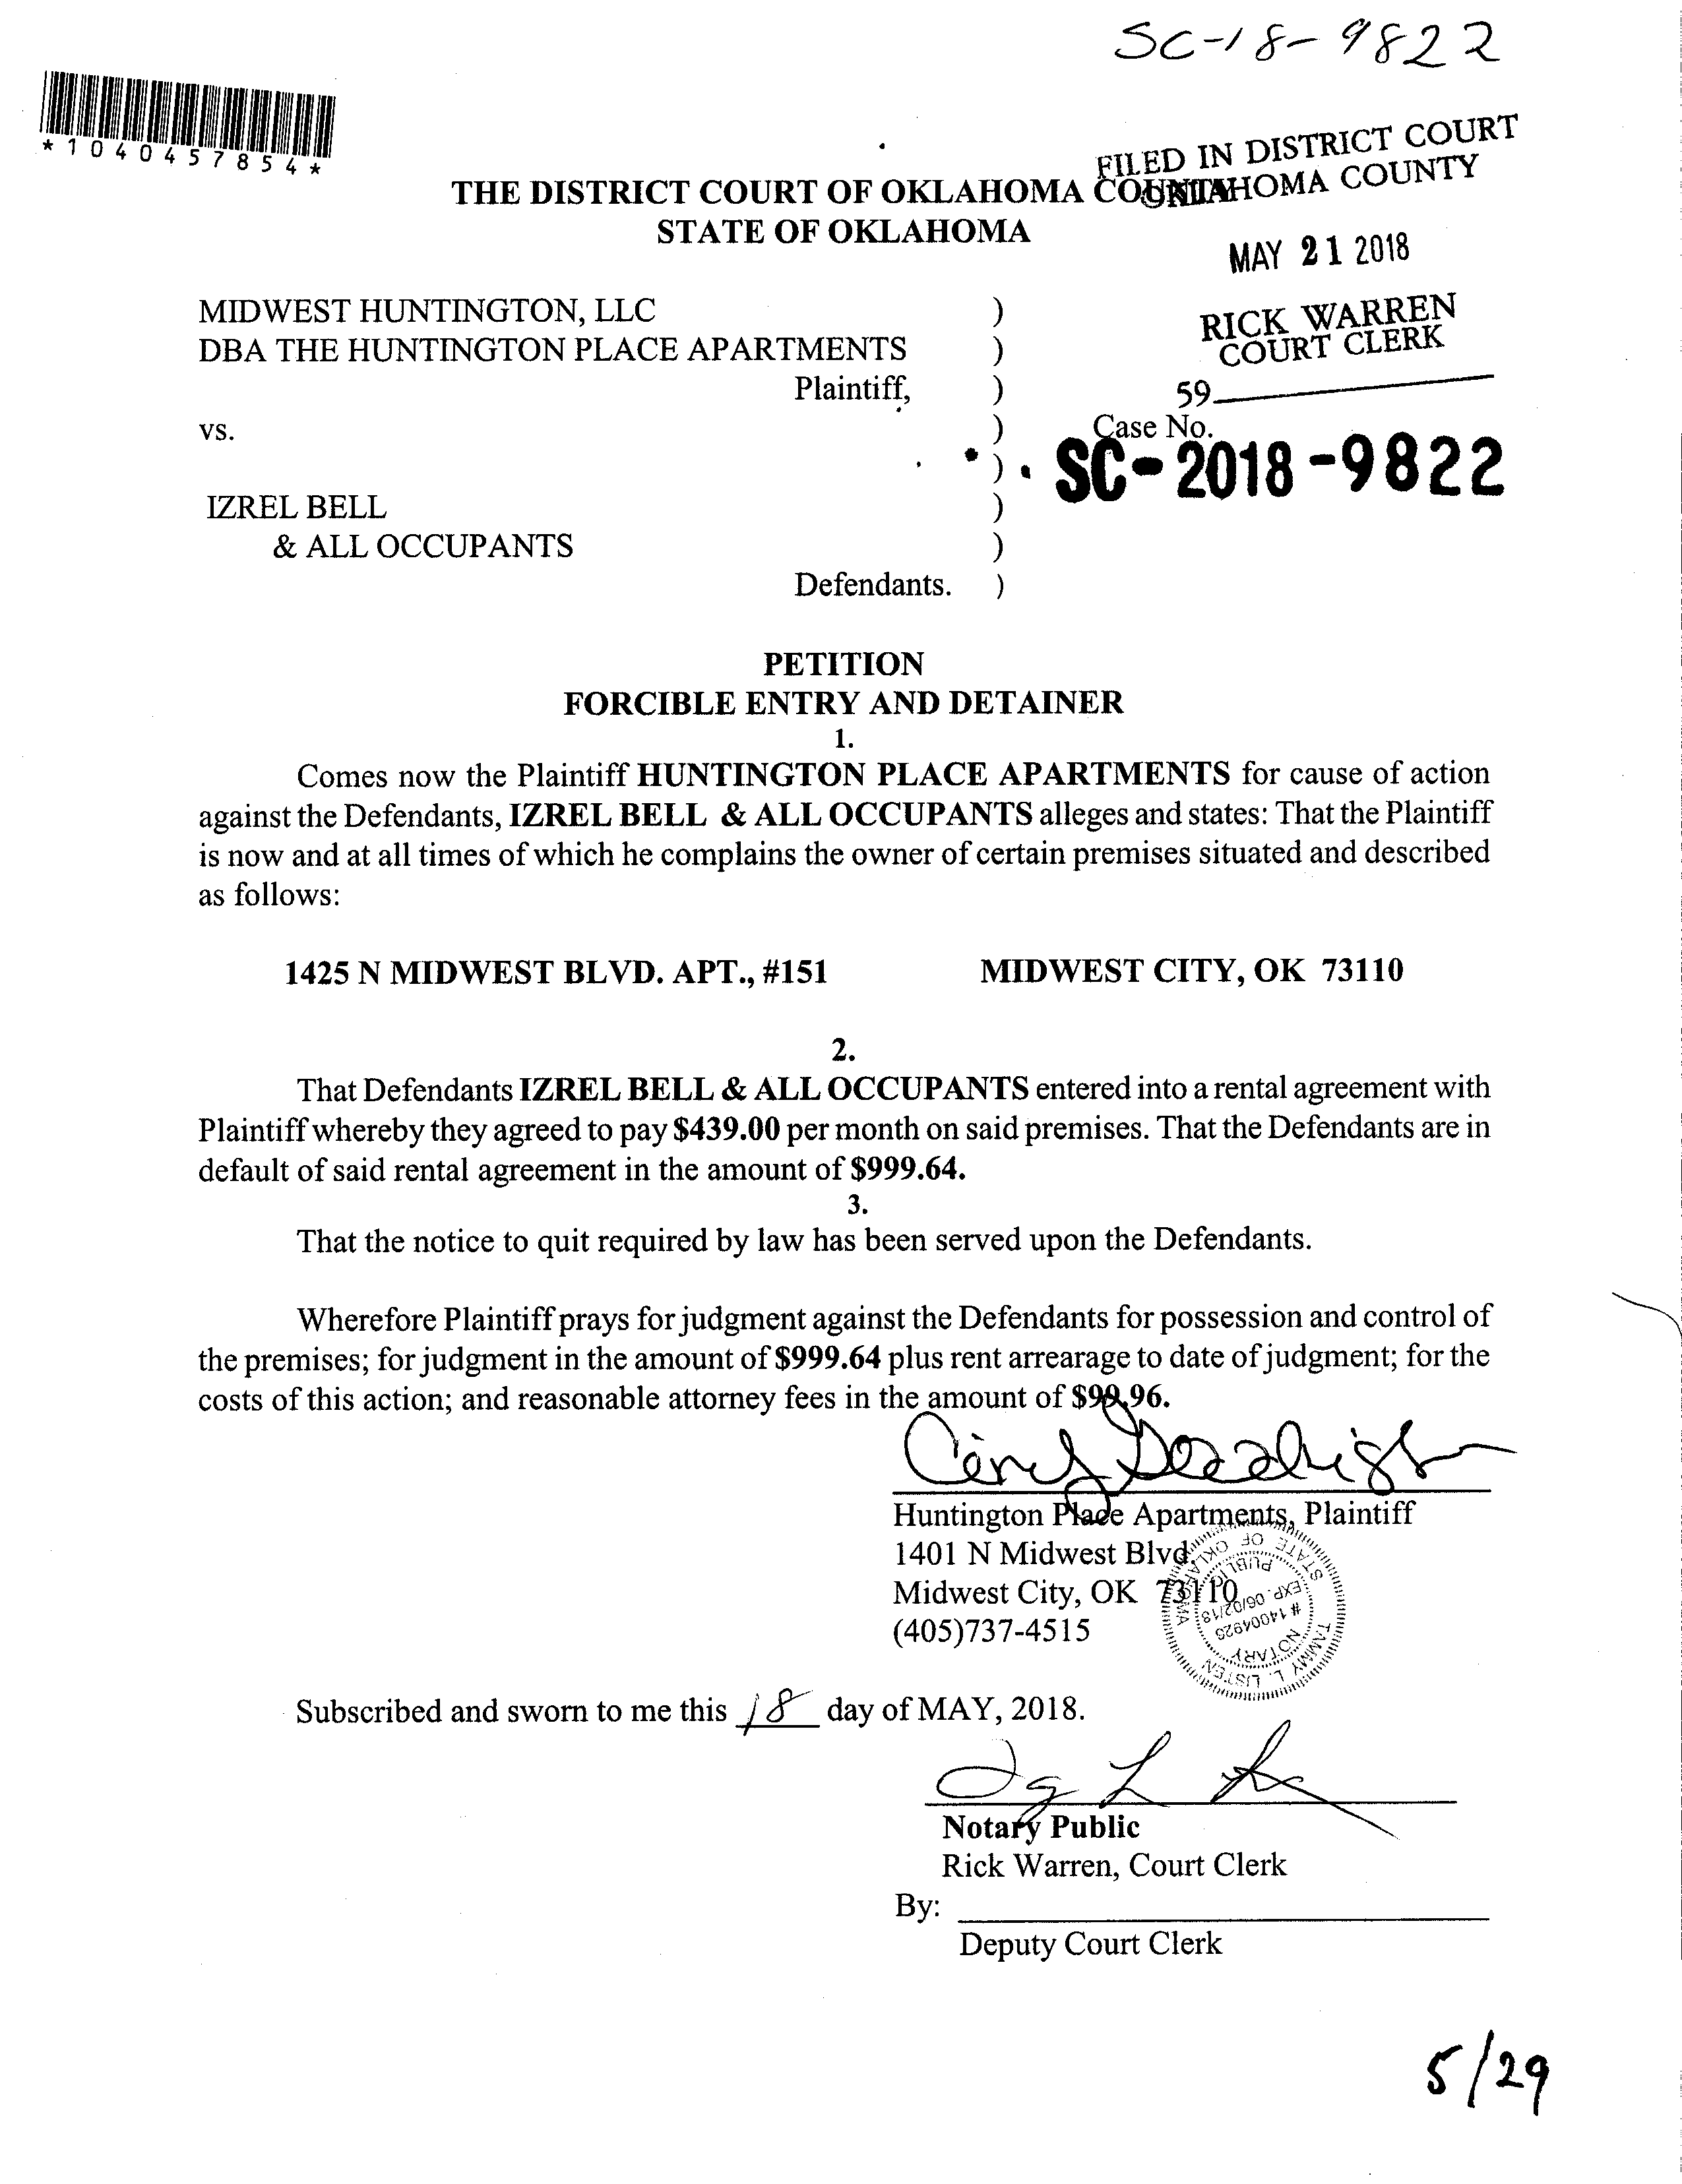 SC-18-9822
*1040457854*
FILED IN DISTRICT COURT
OKLAHOMA COUNTY
THE DISTRICT COURT OF OKLAHOMA COUNTY
STATE OF OKLAHOMA
MAY 21 2018
MIDWEST HUNTINGTON, LLC )
DBA THE HUNTINGTON PLACE APARTMENTS )
RICK WARREN
COURT CLERK
Plaintiff, )
59
vs. )
Case No.
) SC-2018-9822
IZREL BELL )
& ALL OCCUPANTS )
Defendants. )
PETITION
FORCIBLE ENTRY AND DETAINER
1.
Comes now the Plaintiff HUNTINGTON PLACE APARTMENTS for cause of action
against the Defendants, IZREL BELL & ALL OCCUPANTS alleges and states: That the Plaintiff
is now and at all times of which he complains the owner of certain premises situated and described
as follows:
1425 N MIDWEST BLVD. APT., #151 MIDWEST CITY, OK 73110
2.
That Defendants IZREL BELL & ALL OCCUPANTS entered into a rental agreement with
Plaintiff whereby they agreed to pay $439.00 per month on said premises. That the Defendants are in
default of said rental agreement in the amount of $999.64.
3.
That the notice to quit required by law has been served upon the Defendants.
Wherefore Plaintiff prays for judgment against the Defendants for possession and control of
the premises; for judgment in the amount of $999.64 plus rent arrearage to date of judgment; for the
costs of this action; and reasonable attorney fees in the amount of $99.96.
Huntington Place Apartments, Plaintiff
1401 N Midwest Blvd.
Midwest City, OK 73110
(405)737-4515
TAMMY L. LISTEN
NOTARY
# 14004926
EXP. 06/02/18
PUBLIC
STATE OF OKLAHOMA
Subscribed and sworn to me this 18 day of MAY, 2018.
Notary Public
Rick Warren, Court Clerk
By:
Deputy Court Clerk
5/29